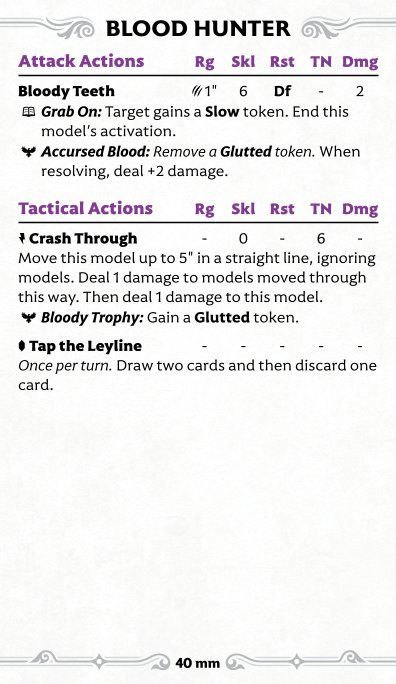 BLOOD HUNTER
Attack Actions Rg Skl Rst TN Dmg
Bloody Teeth 1" 6 Df - 2
Grab On: Target gains a Slow token. End this
model's activation.
Accursed Blood: Remove a Glutted token. When
resolving, deal +2 damage.
Tactical Actions Rg Skl Rst TN Dmg
Crash Through - 0 - 6 -
Move this model up to 5" in a straight line, ignoring
models. Deal 1 damage to models moved through
this way. Then deal 1 damage to this model.
Bloody Trophy: Gain a Glutted token.
Tap the Leyline - - - - -
Once per turn. Draw two cards and then discard one
card.
40 mm